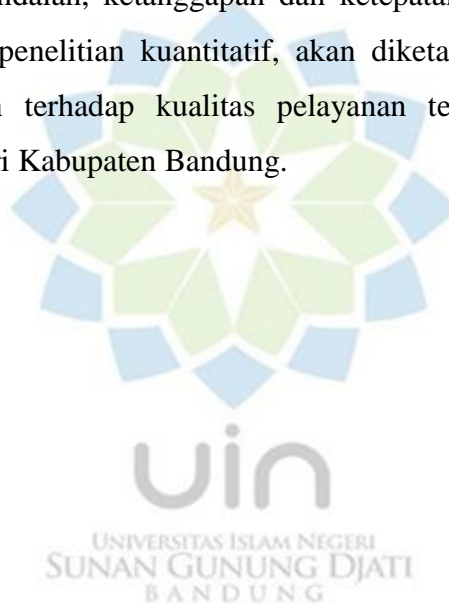 ndalan, ketanggapan dan ketepatan
penelitian kuantitatif, akan diketa
terhadap kualitas pelayanan te
ri Kabupaten Bandung.
uin
UNIVERSITAS ISLAM NEGERI
SUNAN GUNUNG DJATI
BANDUNG